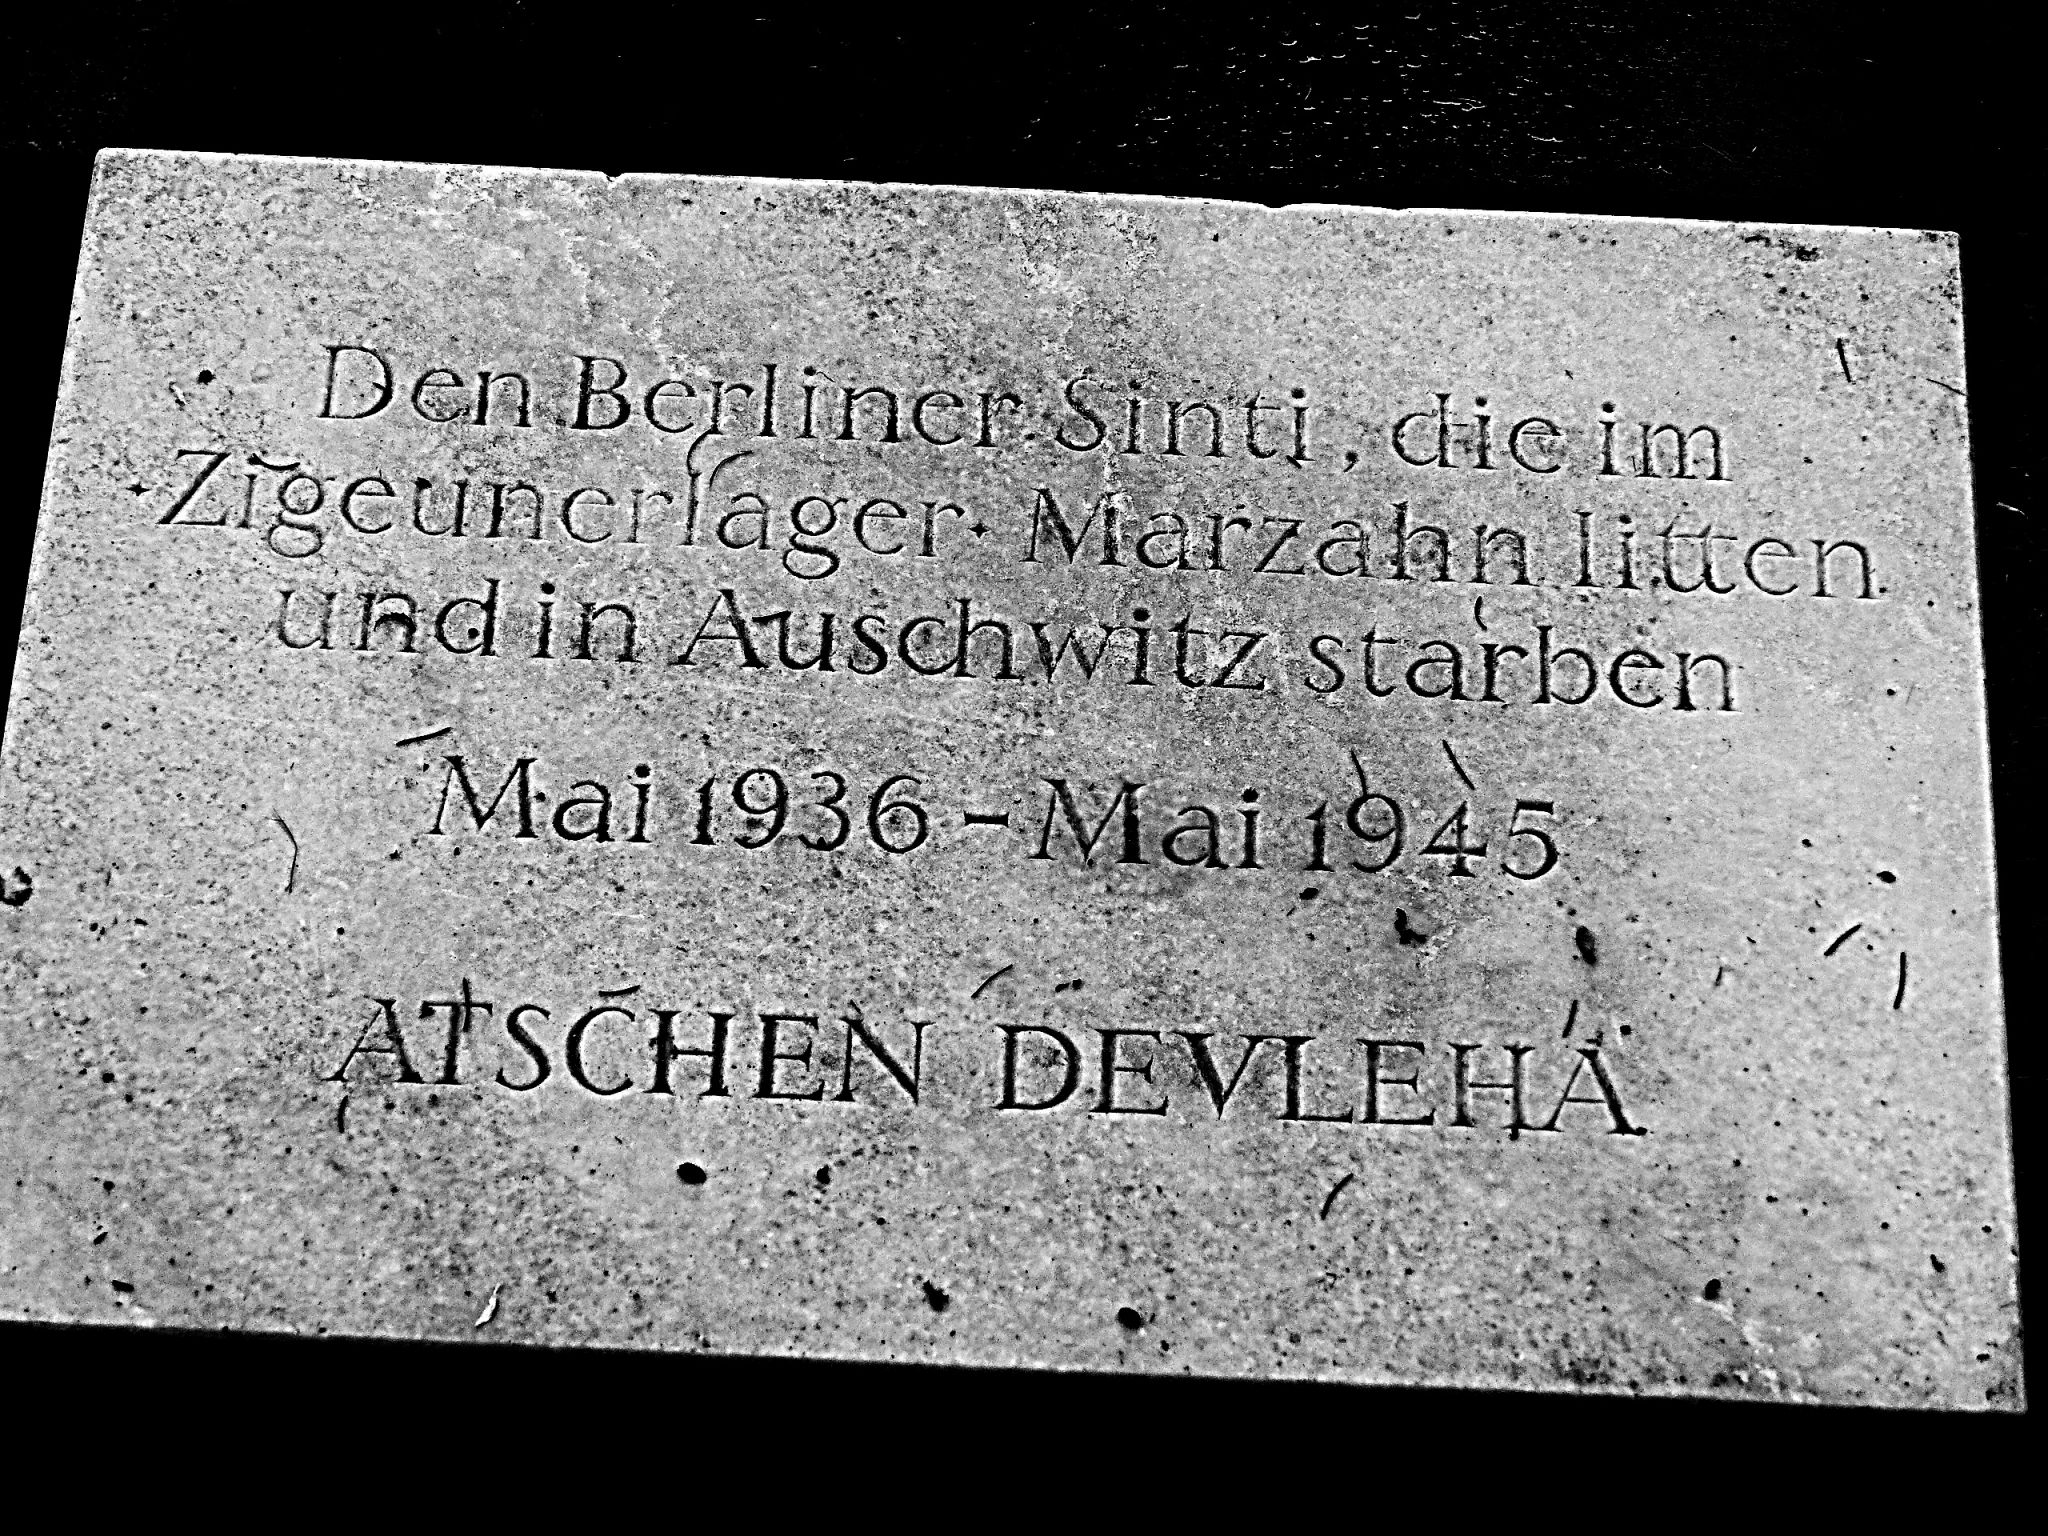 Den Berliner Sinti, die im
·Zigeunerlager· Marzahn litten
und in Auschwitz starben
Mai 1936 - Mai 1945
ATSCHEN DEVLEHA